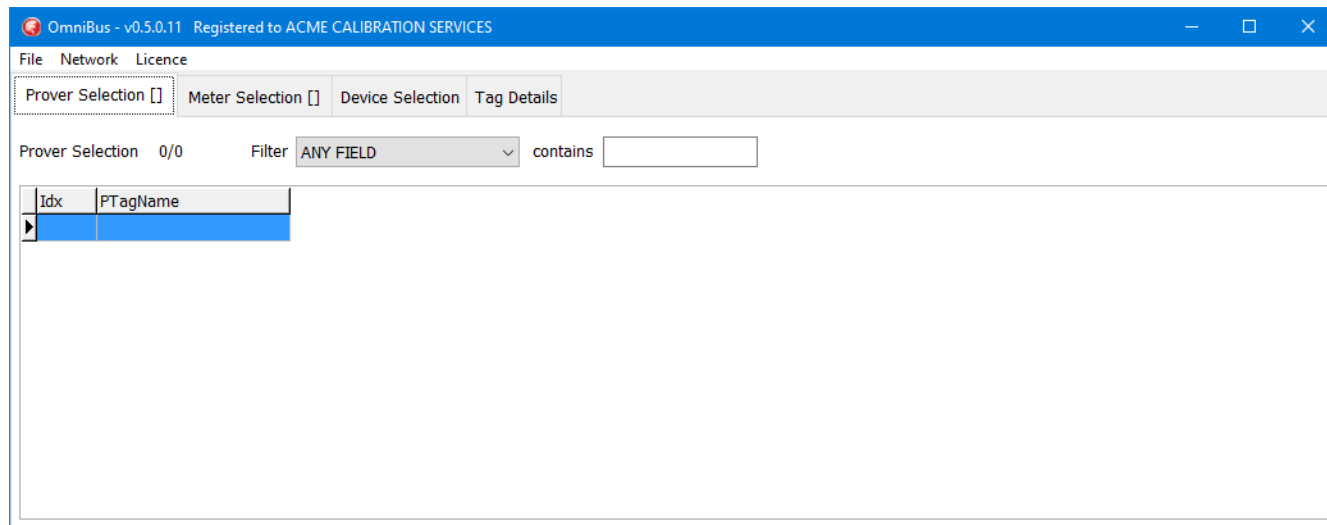 OmniBus - v0.5.0.11 Registered to ACME CALIBRATION SERVICES
File Network Licence
Prover Selection [] Meter Selection [] Device Selection Tag Details
Prover Selection 0/0 Filter ANY FIELD contains
Idx PTagName